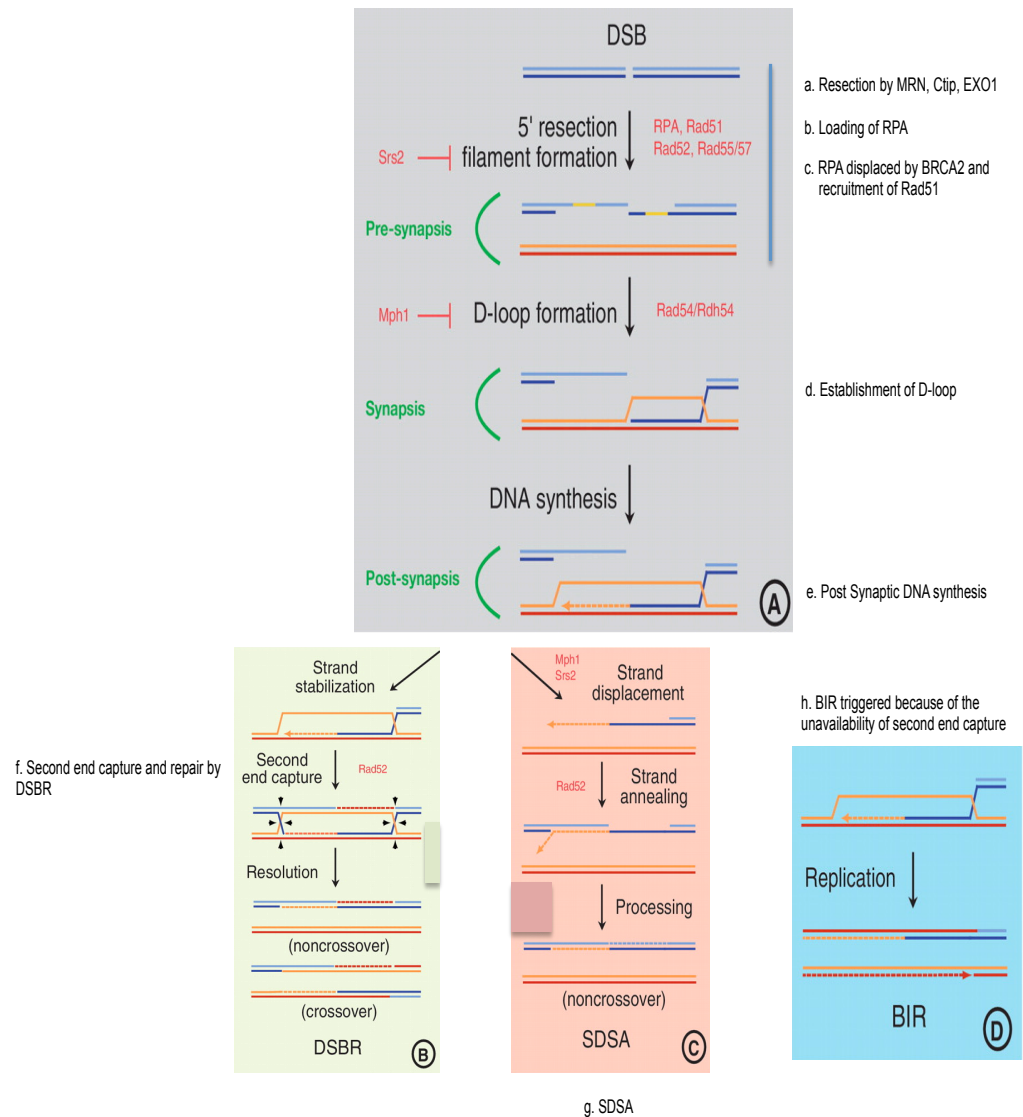 DSB
a. Resection by MRN, Ctip, EXO1
5' resection
filament formation
RPA, Rad51
Rad52, Rad55/57
Srs2
b. Loading of RPA
c. RPA displaced by BRCA2 and
recruitment of Rad51
Pre-synapsis
Mph1
D-loop formation
Rad54/Rdh54
Synapsis
d. Establishment of D-loop
DNA synthesis
Post-synapsis
A
e. Post Synaptic DNA synthesis
Strand
stabilization
f. Second end capture and repair by
DSBR
Second
end capture
Rad52
Resolution
(noncrossover)
(crossover)
DSBR
B
Mph1
Srs2
Strand
displacement
Rad52
Strand
annealing
Processing
(noncrossover)
SDSA
C
g. SDSA
h. BIR triggered because of the
unavailability of second end capture
Replication
BIR
D